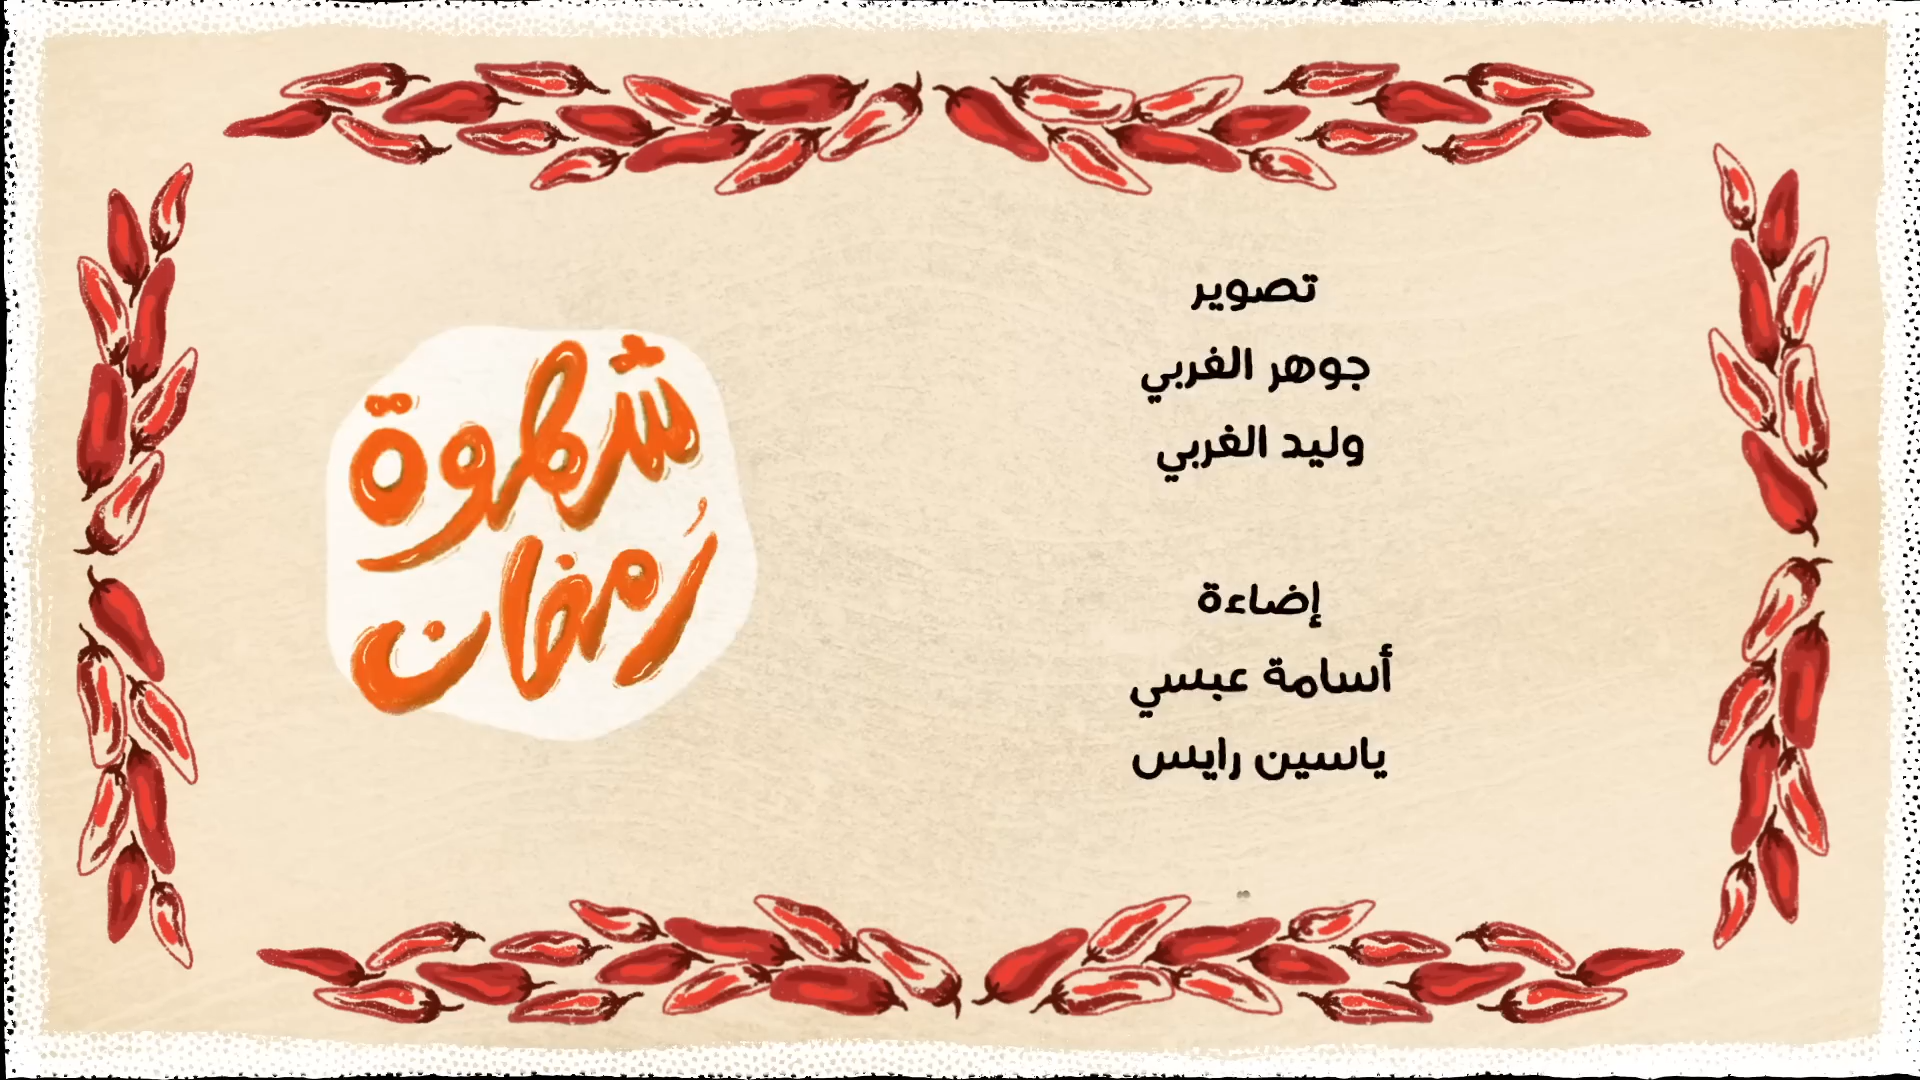 شهوة
رمضان
تصوير
جوهر الغربي
وليد الغربي
إضاءة
أسامة عبسي
ياسين رايس